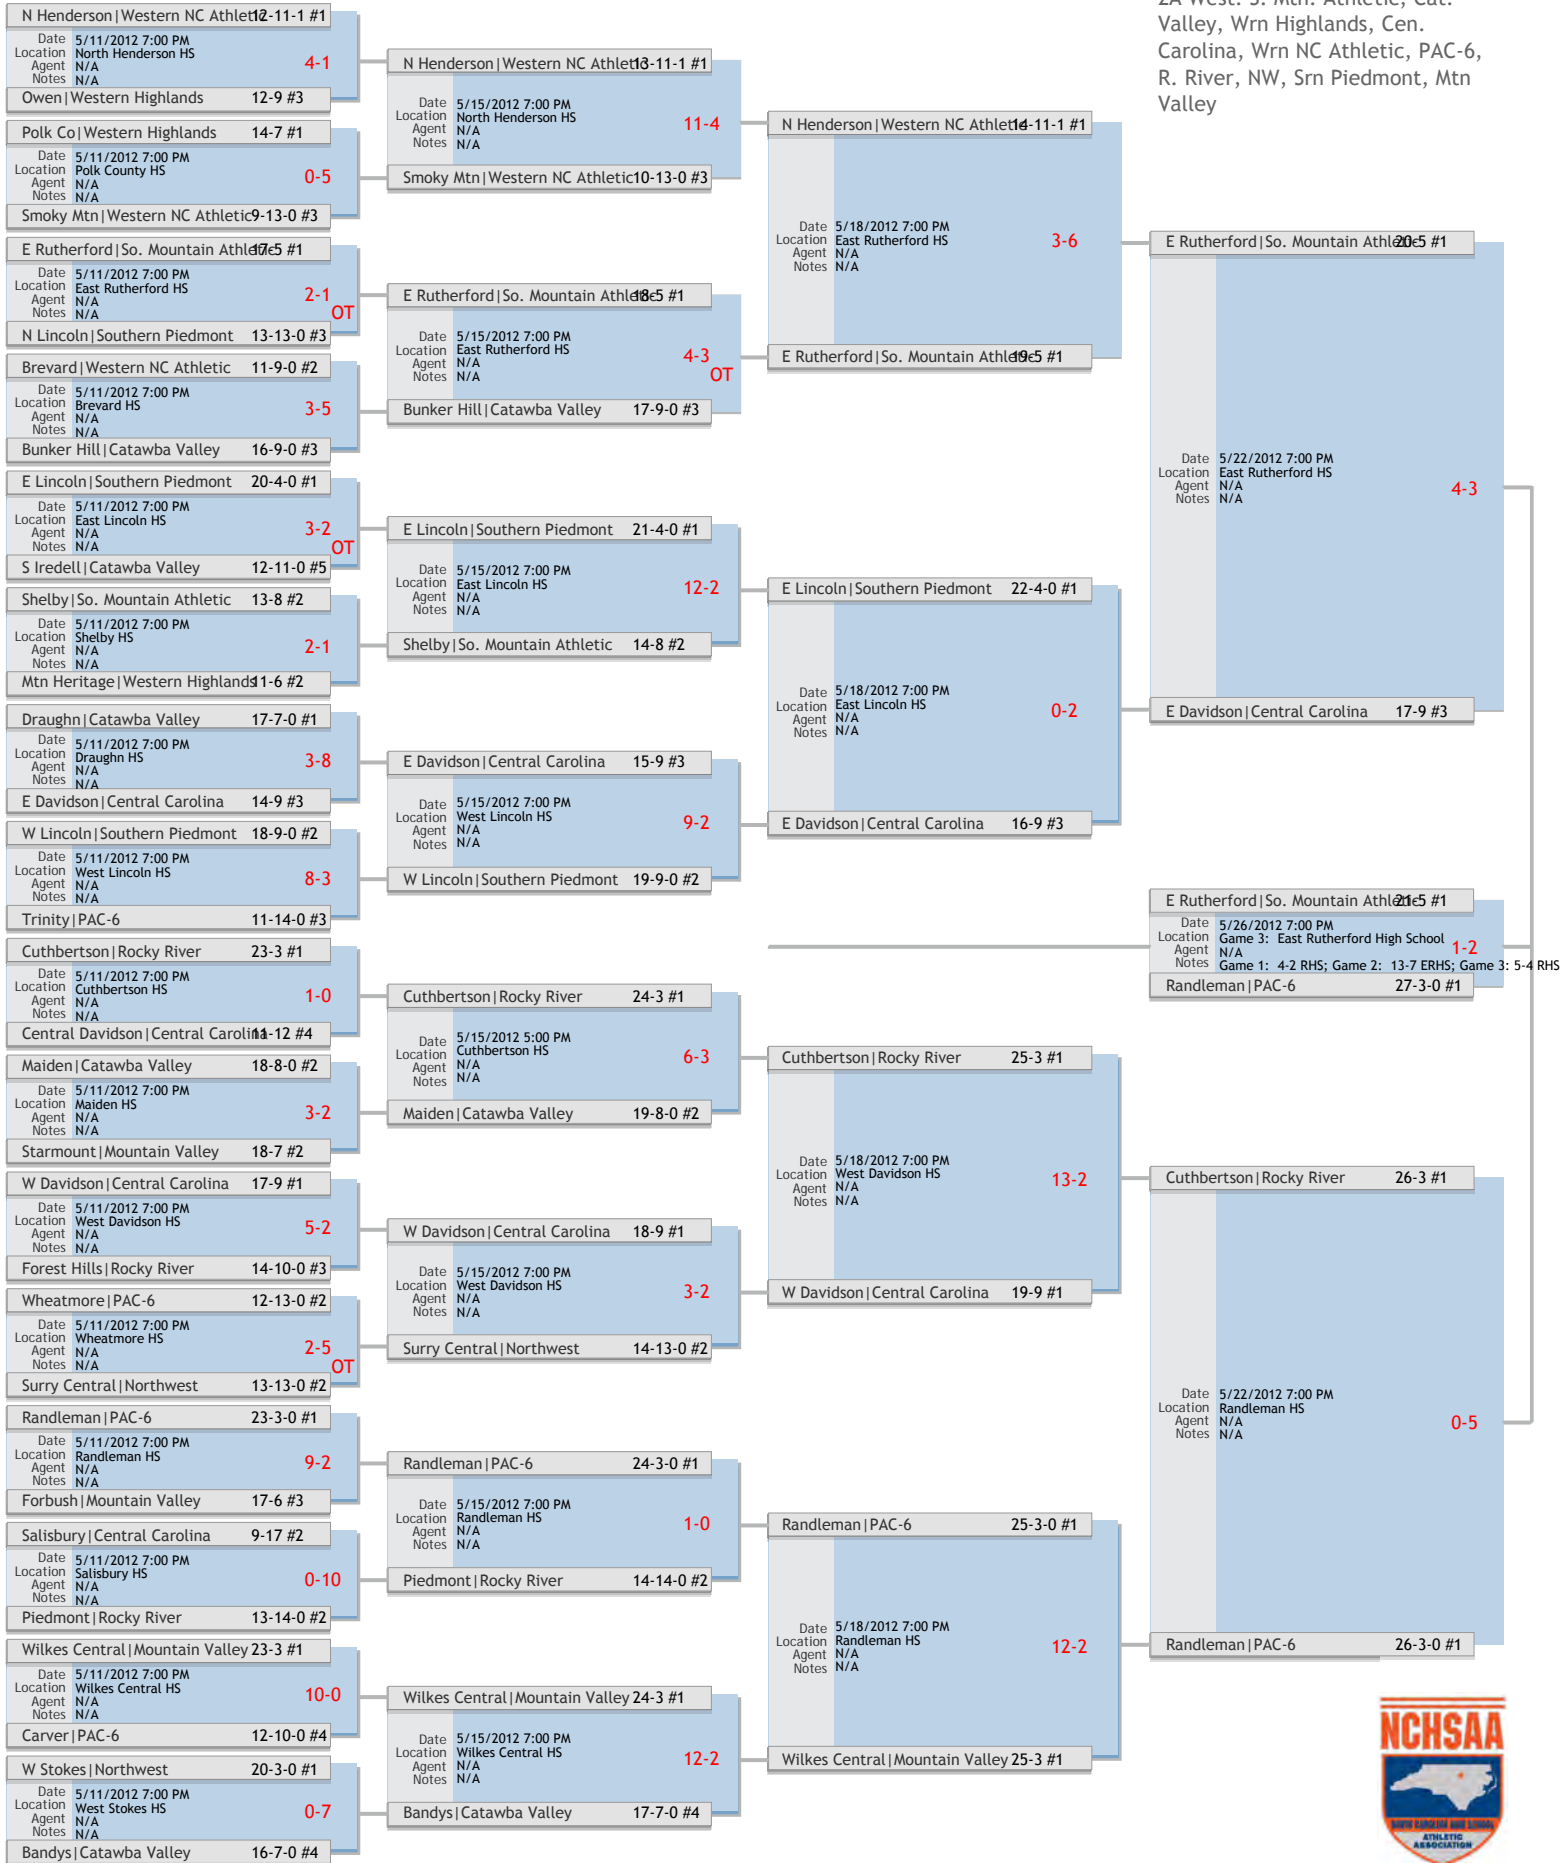 2A West: S. Mtn. Athletic, Cat.
Valley, Wrn Highlands, Cen.
Carolina, Wrn NC Athletic, PAC-6,
R. River, NW, Srn Piedmont, Mtn
Valley
N Henderson|Western NC Athletic 12-11-1 #1
Date 5/11/2012 7:00 PM
Location North Henderson HS
Agent N/A
Notes N/A
4-1
Owen|Western Highlands 12-9 #3
Polk Co|Western Highlands 14-7 #1
Date 5/11/2012 7:00 PM
Location Polk County HS
Agent N/A
Notes N/A
0-5
Smoky Mtn|Western NC Athletic 9-13-0 #3
E Rutherford|So. Mountain Athletic 17-5 #1
Date 5/11/2012 7:00 PM
Location East Rutherford HS
Agent N/A
Notes N/A
2-1
OT
N Lincoln|Southern Piedmont 13-13-0 #3
Brevard|Western NC Athletic 11-9-0 #2
Date 5/11/2012 7:00 PM
Location Brevard HS
Agent N/A
Notes N/A
3-5
Bunker Hill|Catawba Valley 16-9-0 #3
E Lincoln|Southern Piedmont 20-4-0 #1
Date 5/11/2012 7:00 PM
Location East Lincoln HS
Agent N/A
Notes N/A
3-2
OT
S Iredell|Catawba Valley 12-11-0 #5
Shelby|So. Mountain Athletic 13-8 #2
Date 5/11/2012 7:00 PM
Location Shelby HS
Agent N/A
Notes N/A
2-1
Mtn Heritage|Western Highlands 11-6 #2
Draughn|Catawba Valley 17-7-0 #1
Date 5/11/2012 7:00 PM
Location Draughn HS
Agent N/A
Notes N/A
3-8
E Davidson|Central Carolina 14-9 #3
W Lincoln|Southern Piedmont 18-9-0 #2
Date 5/11/2012 7:00 PM
Location West Lincoln HS
Agent N/A
Notes N/A
8-3
Trinity|PAC-6 11-14-0 #3
Cuthbertson|Rocky River 23-3 #1
Date 5/11/2012 7:00 PM
Location Cuthbertson HS
Agent N/A
Notes N/A
1-0
Central Davidson|Central Carolina 11-12 #4
Maiden|Catawba Valley 18-8-0 #2
Date 5/11/2012 7:00 PM
Location Maiden HS
Agent N/A
Notes N/A
3-2
Starmount|Mountain Valley 18-7 #2
W Davidson|Central Carolina 17-9 #1
Date 5/11/2012 7:00 PM
Location West Davidson HS
Agent N/A
Notes N/A
5-2
Forest Hills|Rocky River 14-10-0 #3
Wheatmore|PAC-6 12-13-0 #2
Date 5/11/2012 7:00 PM
Location Wheatmore HS
Agent N/A
Notes N/A
2-5
OT
Surry Central|Northwest 13-13-0 #2
Randleman|PAC-6 23-3-0 #1
Date 5/11/2012 7:00 PM
Location Randleman HS
Agent N/A
Notes N/A
9-2
Forbush|Mountain Valley 17-6 #3
Salisbury|Central Carolina 9-17 #2
Date 5/11/2012 7:00 PM
Location Salisbury HS
Agent N/A
Notes N/A
0-10
Piedmont|Rocky River 13-14-0 #2
Wilkes Central|Mountain Valley 23-3 #1
Date 5/11/2012 7:00 PM
Location Wilkes Central HS
Agent N/A
Notes N/A
10-0
Carver|PAC-6 12-10-0 #4
W Stokes|Northwest 20-3-0 #1
Date 5/11/2012 7:00 PM
Location West Stokes HS
Agent N/A
Notes N/A
0-7
Bandys|Catawba Valley 16-7-0 #4
N Henderson|Western NC Athletic 13-11-1 #1
Date 5/15/2012 7:00 PM
Location North Henderson HS
Agent N/A
Notes N/A
11-4
Smoky Mtn|Western NC Athletic 10-13-0 #3
E Rutherford|So. Mountain Athletic 18-5 #1
Date 5/15/2012 7:00 PM
Location East Rutherford HS
Agent N/A
Notes N/A
4-3
OT
Bunker Hill|Catawba Valley 17-9-0 #3
E Lincoln|Southern Piedmont 21-4-0 #1
Date 5/15/2012 7:00 PM
Location East Lincoln HS
Agent N/A
Notes N/A
12-2
Shelby|So. Mountain Athletic 14-8 #2
E Davidson|Central Carolina 15-9 #3
Date 5/15/2012 7:00 PM
Location West Lincoln HS
Agent N/A
Notes N/A
9-2
W Lincoln|Southern Piedmont 19-9-0 #2
Cuthbertson|Rocky River 24-3 #1
Date 5/15/2012 5:00 PM
Location Cuthbertson HS
Agent N/A
Notes N/A
6-3
Maiden|Catawba Valley 19-8-0 #2
W Davidson|Central Carolina 18-9 #1
Date 5/15/2012 7:00 PM
Location West Davidson HS
Agent N/A
Notes N/A
3-2
Surry Central|Northwest 14-13-0 #2
Randleman|PAC-6 24-3-0 #1
Date 5/15/2012 7:00 PM
Location Randleman HS
Agent N/A
Notes N/A
1-0
Piedmont|Rocky River 14-14-0 #2
Wilkes Central|Mountain Valley 24-3 #1
Date 5/15/2012 7:00 PM
Location Wilkes Central HS
Agent N/A
Notes N/A
12-2
Bandys|Catawba Valley 17-7-0 #4
N Henderson|Western NC Athletic 14-11-1 #1
Date 5/18/2012 7:00 PM
Location East Rutherford HS
Agent N/A
Notes N/A
3-6
E Rutherford|So. Mountain Athletic 19-5 #1
E Lincoln|Southern Piedmont 22-4-0 #1
Date 5/18/2012 7:00 PM
Location East Lincoln HS
Agent N/A
Notes N/A
0-2
E Davidson|Central Carolina 16-9 #3
Cuthbertson|Rocky River 25-3 #1
Date 5/18/2012 7:00 PM
Location West Davidson HS
Agent N/A
Notes N/A
13-2
W Davidson|Central Carolina 19-9 #1
Randleman|PAC-6 25-3-0 #1
Date 5/18/2012 7:00 PM
Location Randleman HS
Agent N/A
Notes N/A
12-2
Wilkes Central|Mountain Valley 25-3 #1
E Rutherford|So. Mountain Athletic 20-5 #1
Date 5/22/2012 7:00 PM
Location East Rutherford HS
Agent N/A
Notes N/A
4-3
E Davidson|Central Carolina 17-9 #3
E Rutherford|So. Mountain Athletic 21-5 #1
Date 5/26/2012 7:00 PM
Location Game 3: East Rutherford High School
Agent N/A
Notes Game 1: 4-2 RHS; Game 2: 13-7 ERHS; Game 3: 5-4 RHS
1-2
Randleman|PAC-6 27-3-0 #1
Cuthbertson|Rocky River 26-3 #1
Date 5/22/2012 7:00 PM
Location Randleman HS
Agent N/A
Notes N/A
0-5
Randleman|PAC-6 26-3-0 #1
NCHSAA
NORTH CAROLINA HIGH SCHOOL
ATHLETIC
ASSOCIATION